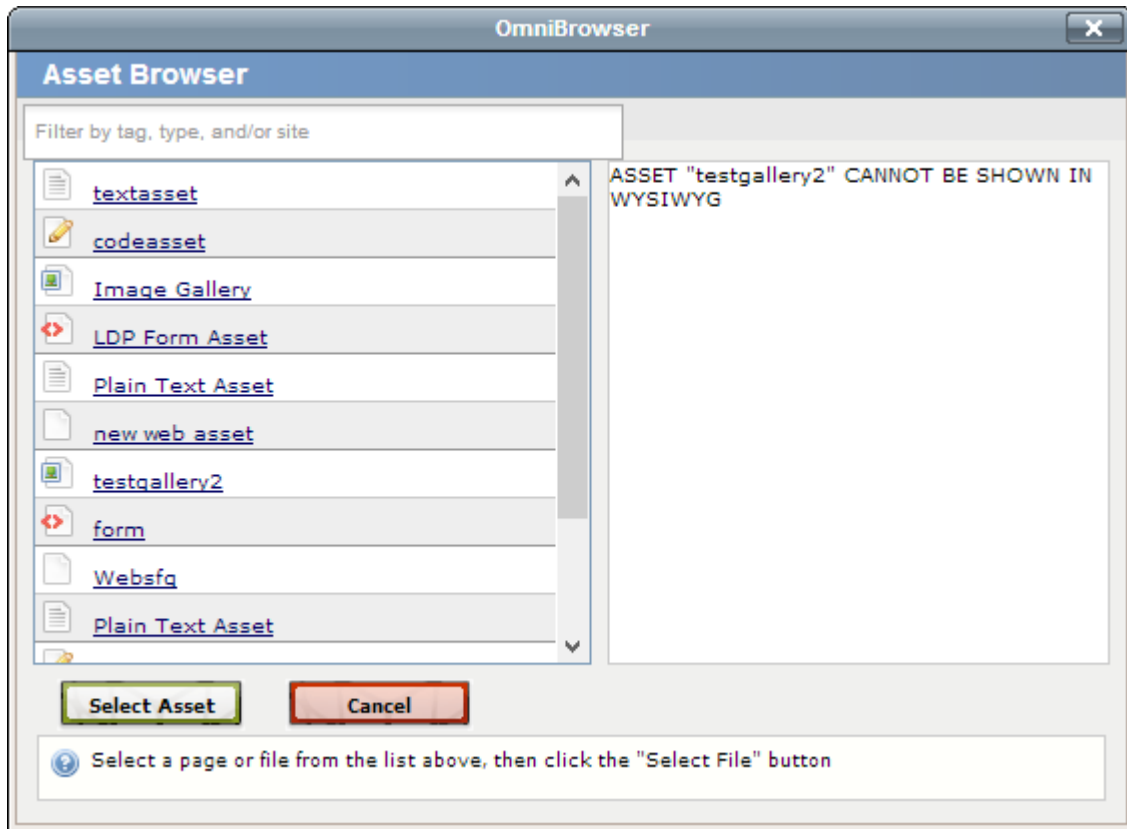 OmniBrowser
Asset Browser
Filter by tag, type, and/or site
textasset
codeasset
Image Gallery
LDP Form Asset
Plain Text Asset
new web asset
testgallery2
form
Websfg
Plain Text Asset
ASSET "testgallery2" CANNOT BE SHOWN IN
WYSIWYG
Select Asset
Cancel
Select a page or file from the list above, then click the "Select File" button